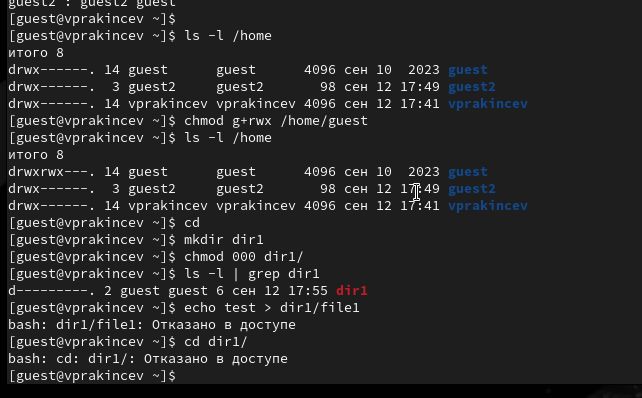 guest2 : guest2 guest
[guest@vprakincev ~]$
[guest@vprakincev ~]$ ls -l /home
итого 8
drwx------. 14 guest      guest      4096 сен 10  2023 guest
drwx------.  3 guest2     guest2       98 сен 12 17:49 guest2
drwx------. 14 vprakincev vprakincev 4096 сен 12 17:41 vprakincev
[guest@vprakincev ~]$ chmod g+rwx /home/guest
[guest@vprakincev ~]$ ls -l /home
итого 8
drwxrwx---. 14 guest      guest      4096 сен 10  2023 guest
drwx------.  3 guest2     guest2       98 сен 12 17:49 guest2
drwx------. 14 vprakincev vprakincev 4096 сен 12 17:41 vprakincev
[guest@vprakincev ~]$ cd
[guest@vprakincev ~]$ mkdir dir1
[guest@vprakincev ~]$ chmod 000 dir1/
[guest@vprakincev ~]$ ls -l | grep dir1
d---------. 2 guest guest 6 сен 12 17:55 dir1
[guest@vprakincev ~]$ echo test > dir1/file1
bash: dir1/file1: Отказано в доступе
[guest@vprakincev ~]$ cd dir1/
bash: cd: dir1/: Отказано в доступе
[guest@vprakincev ~]$